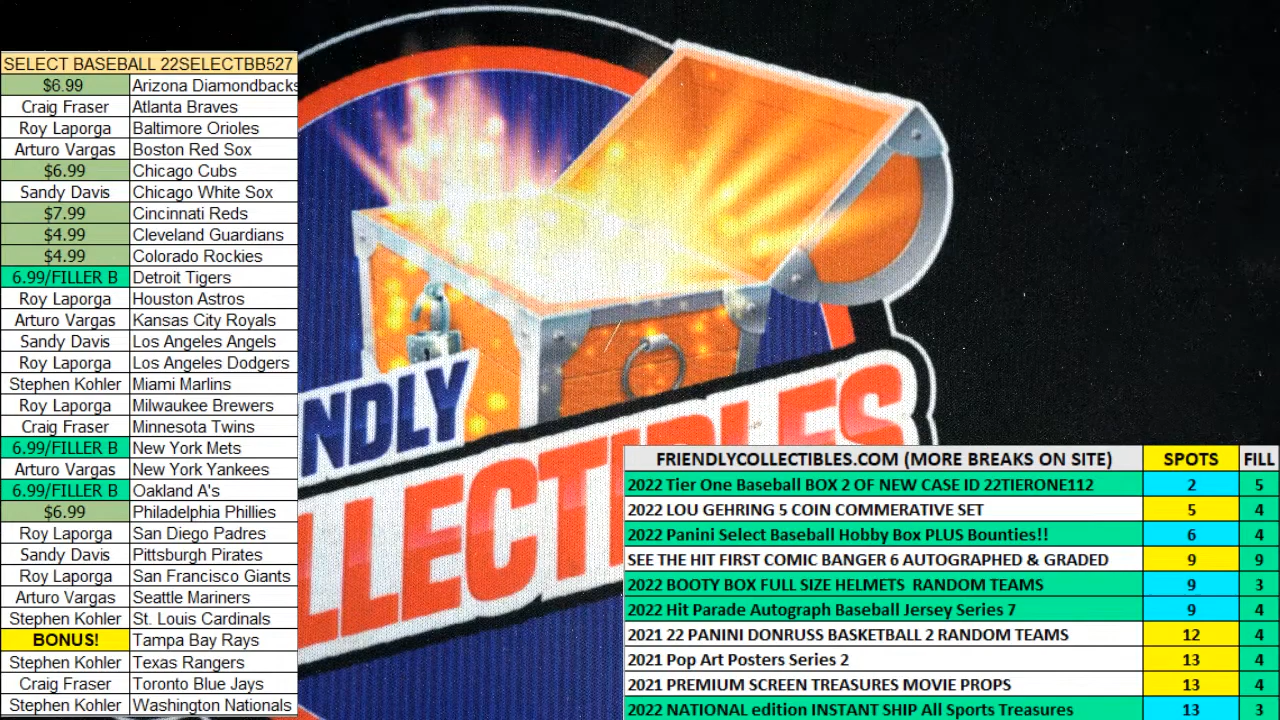 SELECT BASEBALL 22SELECTBB527
$6.99 Arizona Diamondbacks
Craig Fraser Atlanta Braves
Roy Laporga Baltimore Orioles
Arturo Vargas Boston Red Sox
$6.99 Chicago Cubs
Sandy Davis Chicago White Sox
$7.99 Cincinnati Reds
$4.99 Cleveland Guardians
$4.99 Colorado Rockies
6.99/FILLER B Detroit Tigers
Roy Laporga Houston Astros
Arturo Vargas Kansas City Royals
Sandy Davis Los Angeles Angels
Roy Laporga Los Angeles Dodgers
Stephen Kohler Miami Marlins
Roy Laporga Milwaukee Brewers
Craig Fraser Minnesota Twins
6.99/FILLER B New York Mets
Arturo Vargas New York Yankees
6.99/FILLER B Oakland A's
$6.99 Philadelphia Phillies
Roy Laporga San Diego Padres
Sandy Davis Pittsburgh Pirates
Roy Laporga San Francisco Giants
Arturo Vargas Seattle Mariners
Stephen Kohler St. Louis Cardinals
BONUS! Tampa Bay Rays
Stephen Kohler Texas Rangers
Craig Fraser Toronto Blue Jays
Stephen Kohler Washington Nationals
NDLY
LLECTIBLES
FRIENDLYCOLLECTIBLES.COM (MORE BREAKS ON SITE) SPOTS FILL
2022 Tier One Baseball BOX 2 OF NEW CASE ID 22TIERONE112 2 5
2022 LOU GEHRING 5 COIN COMMERATIVE SET 5 4
2022 Panini Select Baseball Hobby Box PLUS Bounties!! 6 4
SEE THE HIT FIRST COMIC BANGER 6 AUTOGRAPHED & GRADED 9 9
2022 BOOTY BOX FULL SIZE HELMETS RANDOM TEAMS 9 3
2022 Hit Parade Autograph Baseball Jersey Series 7 9 4
2021 22 PANINI DONRUSS BASKETBALL 2 RANDOM TEAMS 12 4
2021 Pop Art Posters Series 2 13 4
2021 PREMIUM SCREEN TREASURES MOVIE PROPS 13 4
2022 NATIONAL edition INSTANT SHIP All Sports Treasures 13 3